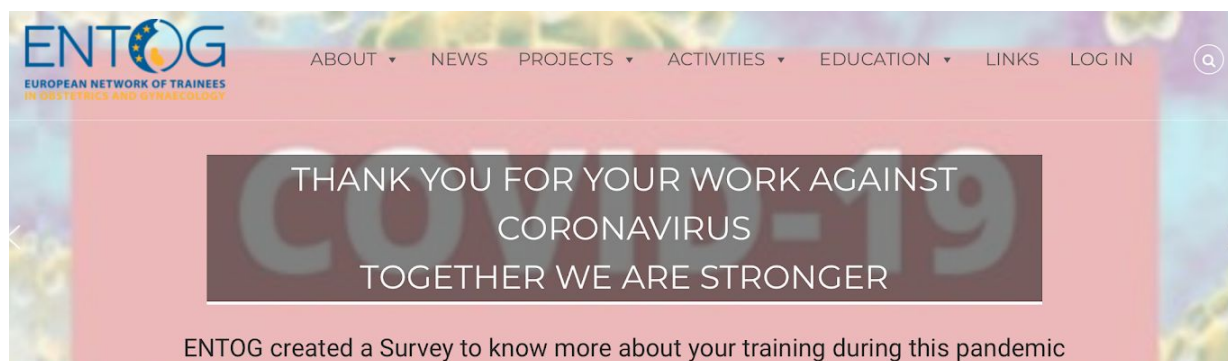 ENTOG
EUROPEAN NETWORK OF TRAINEES
IN OBSTETRICS AND GYNAECOLOGY
ABOUT NEWS PROJECTS ACTIVITIES EDUCATION LINKS LOG IN
COVID-19
THANK YOU FOR YOUR WORK AGAINST
CORONAVIRUS
TOGETHER WE ARE STRONGER
ENTOG created a Survey to know more about your training during this pandemic